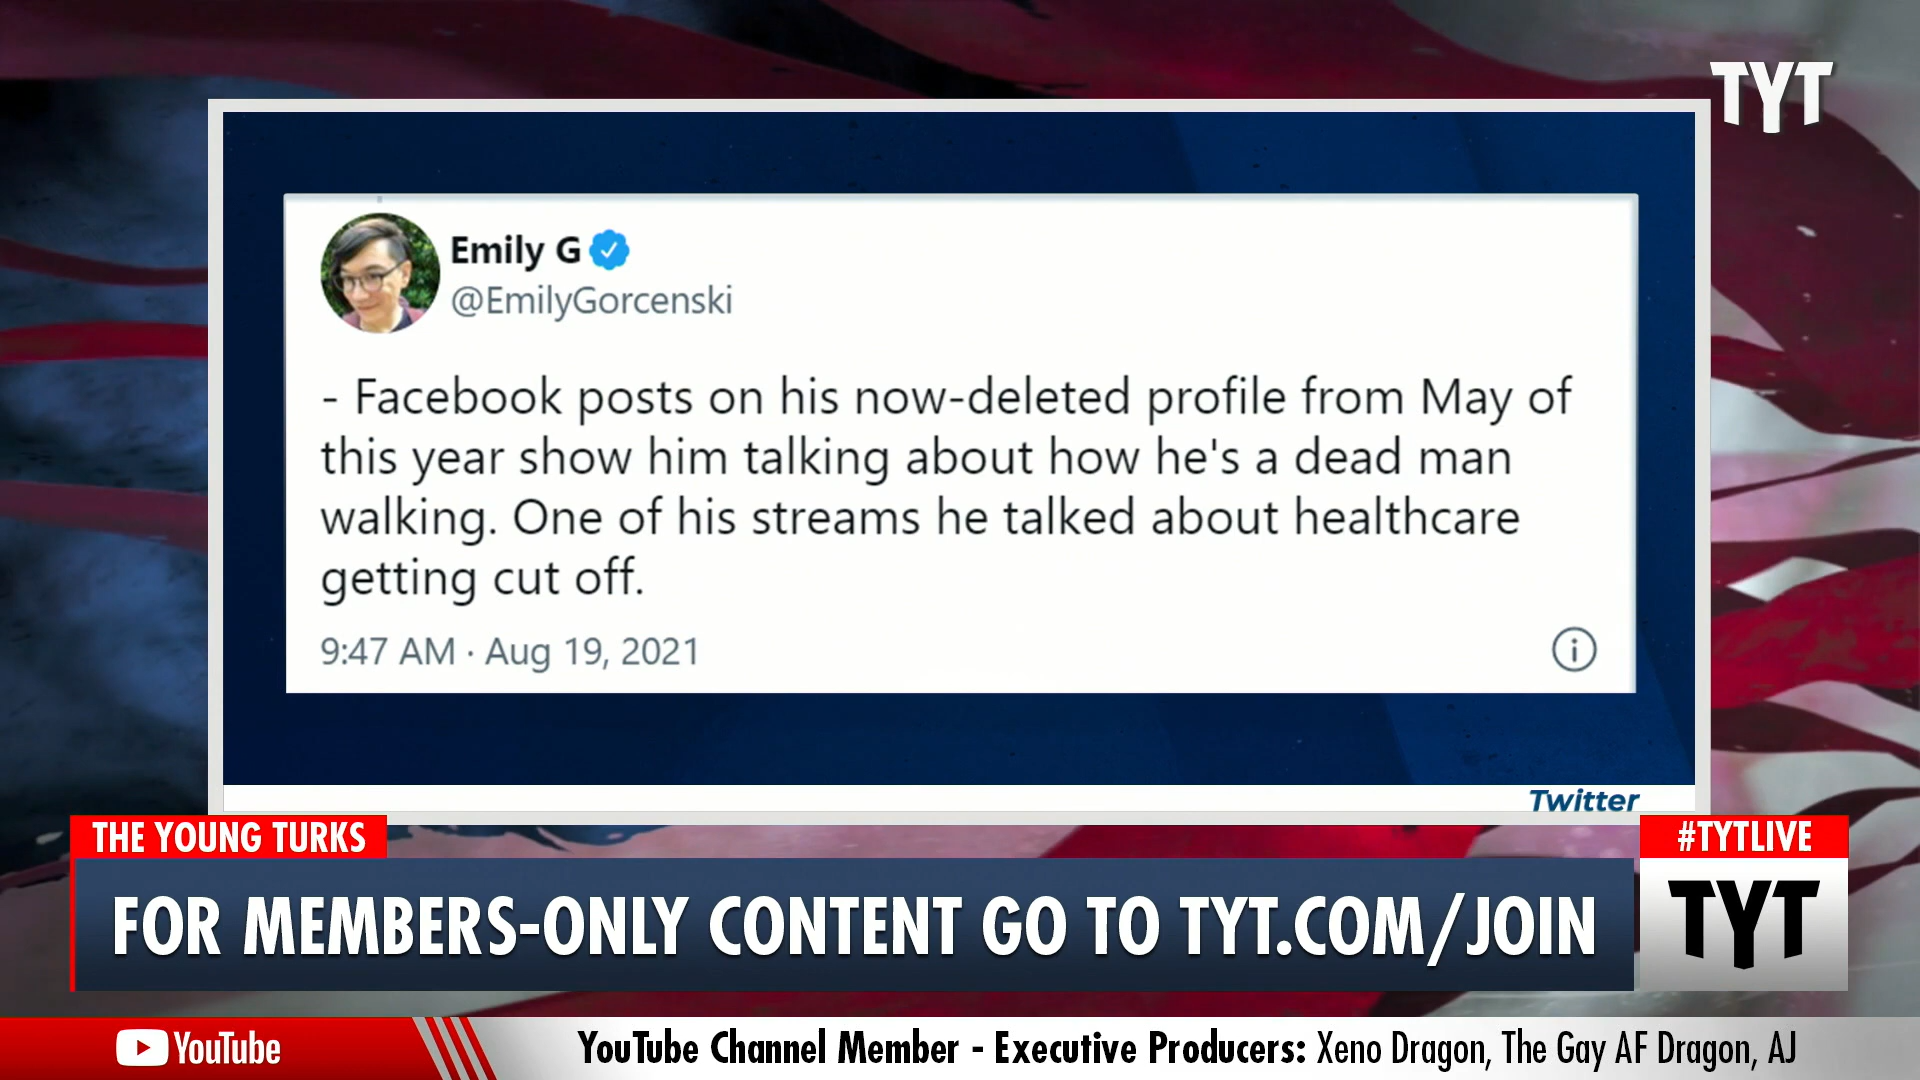 TYT
Emily G
@EmilyGorcenski
- Facebook posts on his now-deleted profile from May of
this year show him talking about how he's a dead man
walking. One of his streams he talked about healthcare
getting cut off.
9:47 AM · Aug 19, 2021
Twitter
THE YOUNG TURKS
#TYTLIVE
FOR MEMBERS-ONLY CONTENT GO TO TYT.COM/JOIN
TYT
YouTube
YouTube Channel Member - Executive Producers: Xeno Dragon, The Gay AF Dragon, AJ